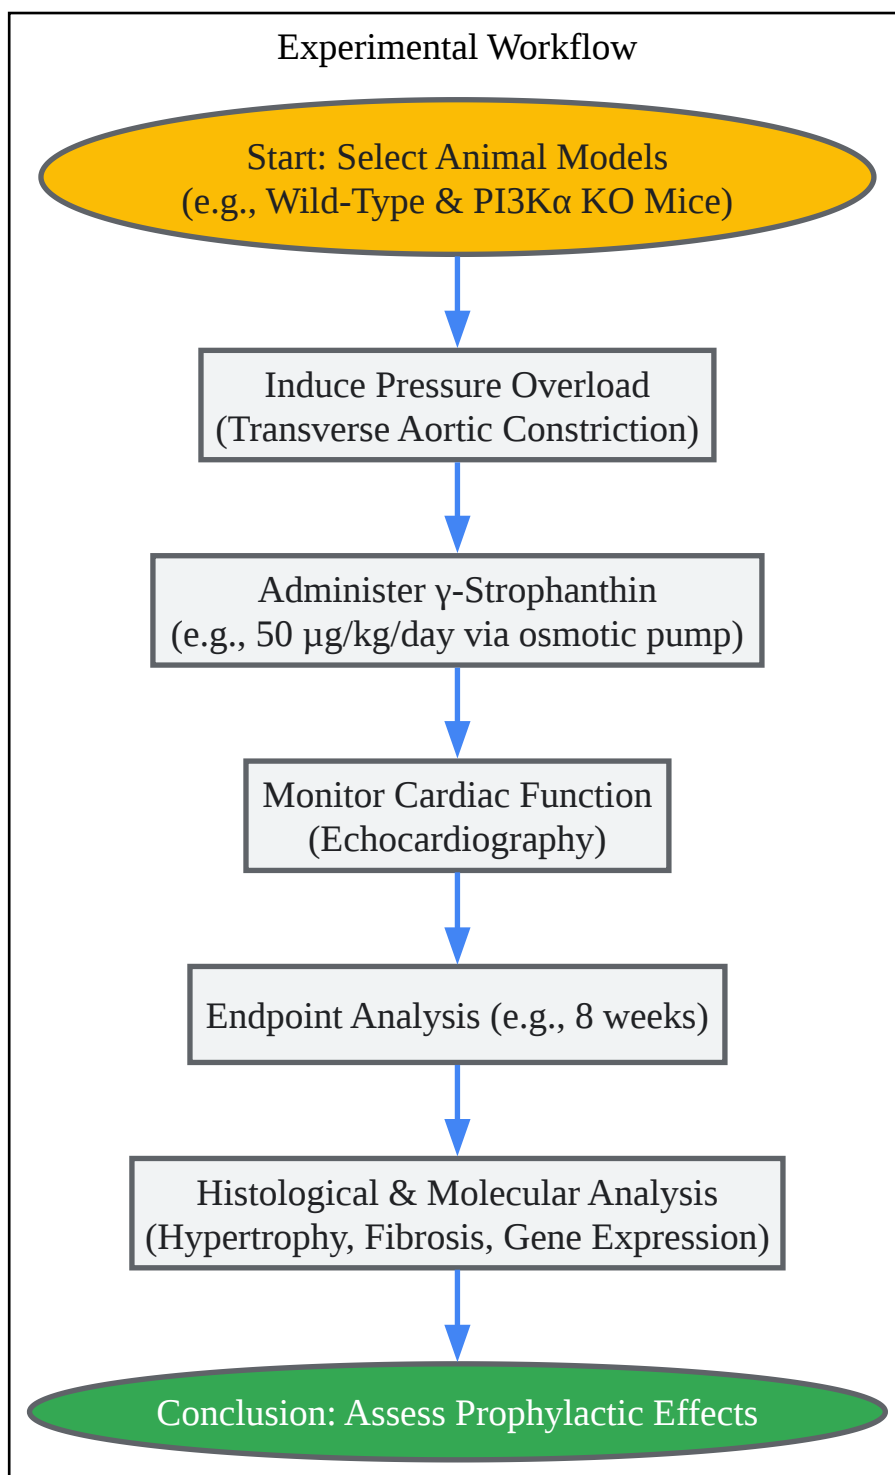 Experimental Workflow
Start: Select Animal Models
(e.g., Wild-Type & PI3Kα KO Mice)
Induce Pressure Overload
(Transverse Aortic Constriction)
Administer γ-Strophanthin
(e.g., 50 µg/kg/day via osmotic pump)
Monitor Cardiac Function
(Echocardiography)
Endpoint Analysis (e.g., 8 weeks)
Histological & Molecular Analysis
(Hypertrophy, Fibrosis, Gene Expression)
Conclusion: Assess Prophylactic Effects